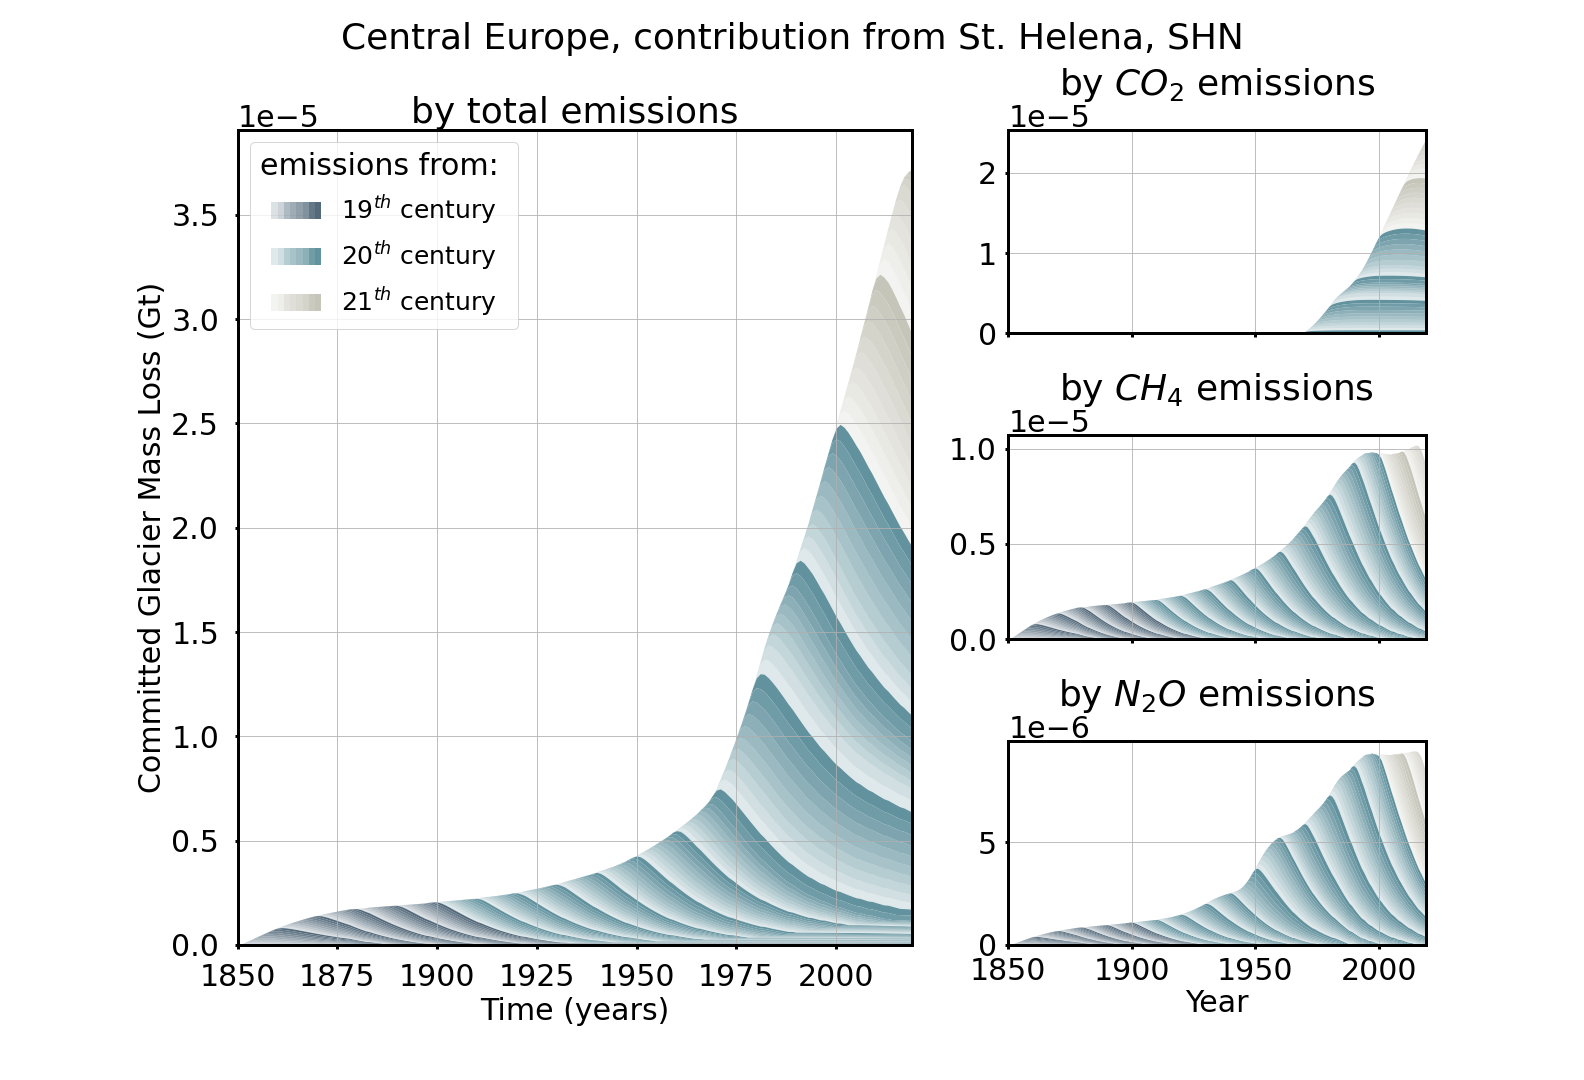 Central Europe, contribution from St. Helena, SHN
by total emissions
1e−5
emissions from:
19th century
20th century
21th century
Committed Glacier Mass Loss (Gt)
3.5
3.0
2.5
2.0
1.5
1.0
0.5
0.0
1850 1875 1900 1925 1950 1975 2000
Time (years)
by CO2 emissions
1e−5
2
1
0
by CH4 emissions
1e−5
1.0
0.5
0.0
by N2O emissions
1e−6
5
0
1850 1900 1950 2000
Year